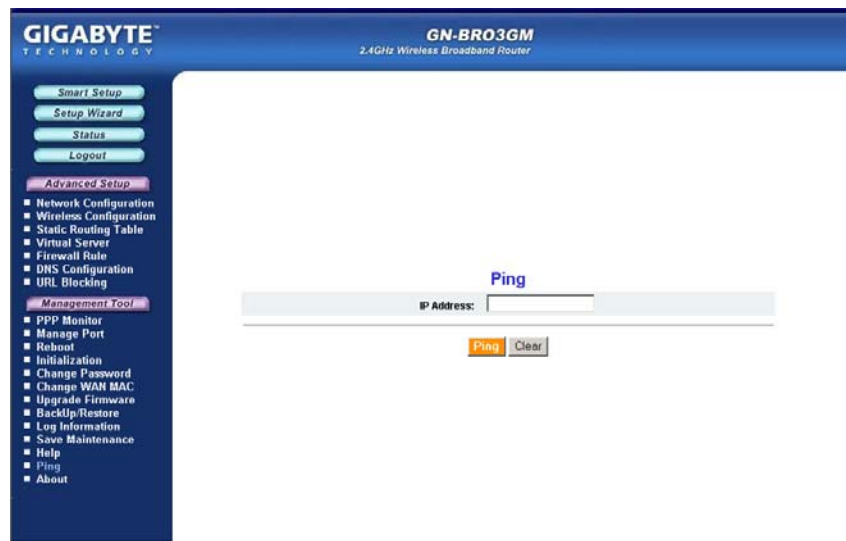 GIGABYTE™
TECHNOLOGY
GN-BRO3GM
2.4GHz Wireless Broadband Router
Smart Setup
Setup Wizard
Status
Logout
Advanced Setup
Network Configuration
Wireless Configuration
Static Routing Table
Virtual Server
Firewall Rule
DNS Configuration
URL Blocking
Management Tool
PPP Monitor
Manage Port
Reboot
Initialization
Change Password
Change WAN MAC
Upgrade Firmware
BackUp/Restore
Log Information
Save Maintenance
Help
Ping
About
Ping
IP Address:
Ping Clear